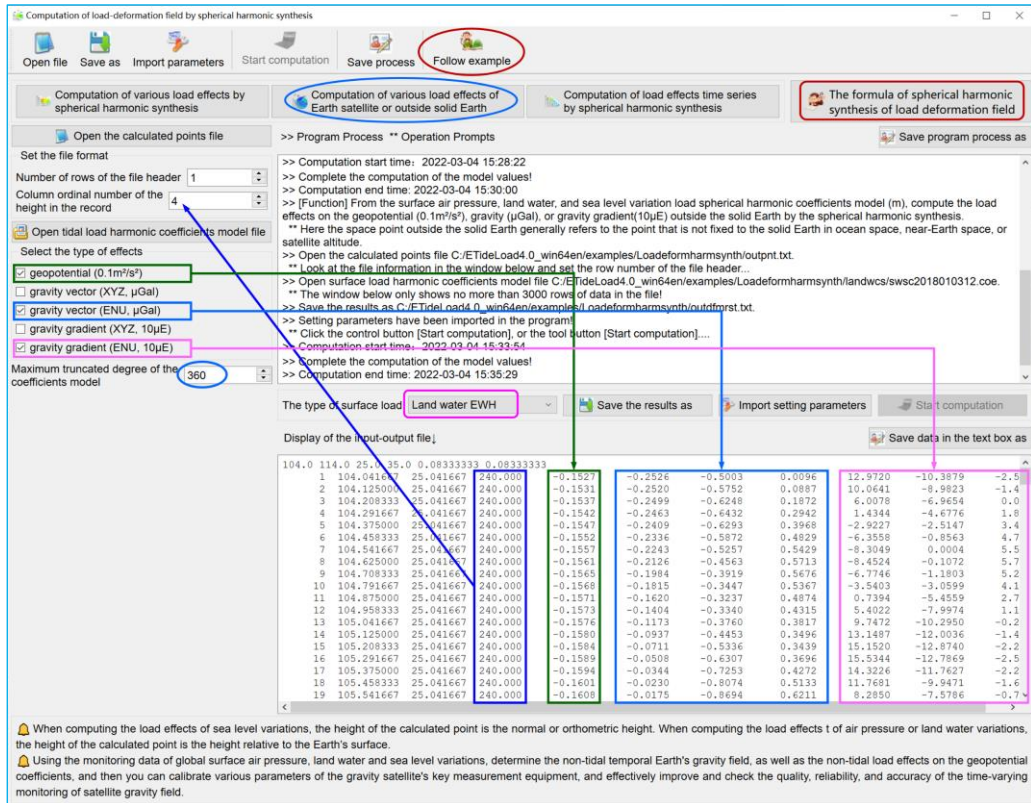 Computation of load-deformation field by spherical harmonic synthesis
Open file Save as Import parameters Start computation Save process Follow example
Computation of various load effects by
spherical harmonic synthesis
Computation of various load effects of
Earth satellite or outside solid Earth
Computation of load effects time series
by spherical harmonic synthesis
The formula of spherical harmonic
synthesis of load deformation field
Open the calculated points file
Set the file format
Number of rows of the file header 1
Column ordinal number of the
height in the record 4
Open tidal load harmonic coefficients model file
Select the type of effects
geopotential (0.1m²/s²)
gravity vector (XYZ, μGal)
gravity vector (ENU, μGal)
gravity gradient (XYZ, 10μE)
gravity gradient (ENU, 10μE)
Maximum truncated degree of the
coefficients model 360
>> Program Process ** Operation Prompts
Save program process as
>> Computation start time: 2022-03-04 15:28:22
>> Complete the computation of the model values!
>> Computation end time: 2022-03-04 15:30:00
>> [Function] From the surface air pressure, land water, and sea level variation load spherical harmonic coefficients model (m), compute the load
effects on the geopotential (0.1m²/s²), gravity (μGal), or gravity gradient(10μE) outside the solid Earth by the spherical harmonic synthesis.
** Here the space point outside the solid Earth generally refers to the point that is not fixed to the solid Earth in ocean space, near-Earth space, or
satellite altitude.
>> Open the calculated points file C:/ETideLoad4.0_win64en/examples/Loadeformharmsynth/outpnt.txt.
** Look at the file information in the window below and set the row number of the file header...
>> Open surface load harmonic coefficients model file C:/ETideLoad4.0_win64en/examples/Loadeformharmsynth/landwcs/swsc2018010312.coe.
** The window below only shows no more than 3000 rows of data in the file!
>> Save the results as C:/ETideLoad4.0_win64en/examples/Loadeformharmsynth/outdfmrst.txt.
>> Setting parameters have been imported in the program!
** Click the control button [Start computation], or the tool button [Start computation]....
>> Computation start time: 2022-03-04 15:33:54
>> Complete the computation of the model values!
>> Computation end time: 2022-03-04 15:35:29
The type of surface load Land water EWH Save the results as Import setting parameters Start computation
Display of the input-output file↓ Save data in the text box as
104.0 114.0 25.0 35.0 0.08333333 0.08333333
1 104.041667 25.041667 240.000 -0.1527 -0.2526 -0.5003 0.0096 12.9720 -10.3879 -2.5
2 104.125000 25.041667 240.000 -0.1531 -0.2520 -0.5752 0.0887 10.0641 -8.9823 -1.4
3 104.208333 25.041667 240.000 -0.1537 -0.2499 -0.6248 0.1872 6.0078 -6.9654 0.0
4 104.291667 25.041667 240.000 -0.1542 -0.2463 -0.6432 0.2942 1.4344 -4.6776 1.8
5 104.375000 25.041667 240.000 -0.1547 -0.2409 -0.6293 0.3968 -2.9227 -2.5147 3.4
6 104.458333 25.041667 240.000 -0.1552 -0.2336 -0.5872 0.4829 -6.3558 -0.8563 4.7
7 104.541667 25.041667 240.000 -0.1557 -0.2243 -0.5257 0.5429 -8.3049 0.0004 5.5
8 104.625000 25.041667 240.000 -0.1561 -0.2126 -0.4563 0.5713 -8.4524 -0.1072 5.7
9 104.708333 25.041667 240.000 -0.1565 -0.1984 -0.3919 0.5676 -6.7746 -1.1803 5.2
10 104.791667 25.041667 240.000 -0.1568 -0.1815 -0.3447 0.5367 -3.5403 -3.0599 4.1
11 104.875000 25.041667 240.000 -0.1571 -0.1620 -0.3237 0.4874 0.7394 -5.4559 2.7
12 104.958333 25.041667 240.000 -0.1573 -0.1404 -0.3340 0.4315 5.4022 -7.9974 1.1
13 105.041667 25.041667 240.000 -0.1576 -0.1173 -0.3760 0.3817 9.7472 -10.2950 -0.2
14 105.125000 25.041667 240.000 -0.1580 -0.0937 -0.4453 0.3496 13.1487 -12.0036 -1.4
15 105.208333 25.041667 240.000 -0.1584 -0.0711 -0.5336 0.3439 15.1520 -12.8740 -2.2
16 105.291667 25.041667 240.000 -0.1589 -0.0508 -0.6307 0.3696 15.5344 -12.7869 -2.5
17 105.375000 25.041667 240.000 -0.1594 -0.0344 -0.7253 0.4272 14.3226 -11.7627 -2.2
18 105.458333 25.041667 240.000 -0.1601 -0.0230 -0.8074 0.5133 11.7681 -9.9471 -1.6
19 105.541667 25.041667 240.000 -0.1608 -0.0175 -0.8694 0.6211 8.2850 -7.5786 -0.7
When computing the load effects of sea level variations, the height of the calculated point is the normal or orthometric height. When computing the load effects t of air pressure or land water variations,
the height of the calculated point is the height relative to the Earth's surface.
Using the monitoring data of global surface air pressure, land water and sea level variations, determine the non-tidal temporal Earth's gravity field, as well as the non-tidal load effects on the geopotential
coefficients, and then you can calibrate various parameters of the gravity satellite's key measurement equipment, and effectively improve and check the quality, reliability, and accuracy of the time-varying
monitoring of satellite gravity field.